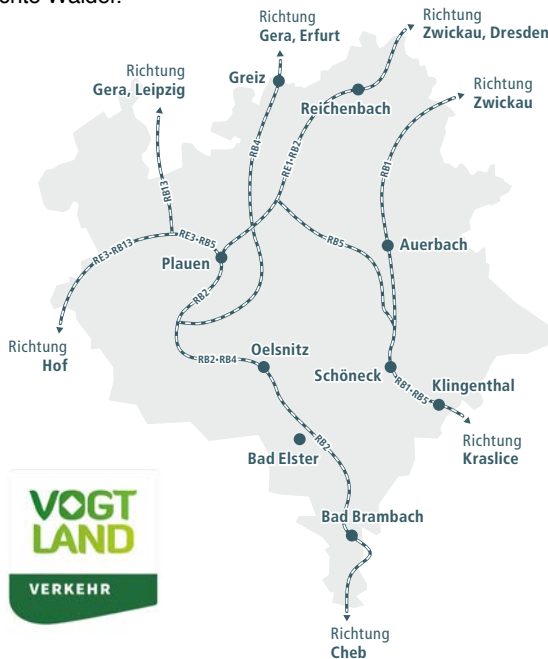 chte Wälder.
Richtung
Gera, Erfurt
Richtung
Zwickau, Dresden
Richtung
Gera, Leipzig
Greiz
Reichenbach
Richtung
Zwickau
RB4
RE1·RB2
RB1
RB13
RE3·RB13
RE3·RB5
RB5
Auerbach
Plauen
RB2
Richtung
Hof
RB2·RB4
Oelsnitz
Schöneck
RB1·RB5
Klingenthal
Richtung
Kraslice
RB2
Bad Elster
Bad Brambach
VOGT
LAND
VERKEHR
Richtung
Cheb